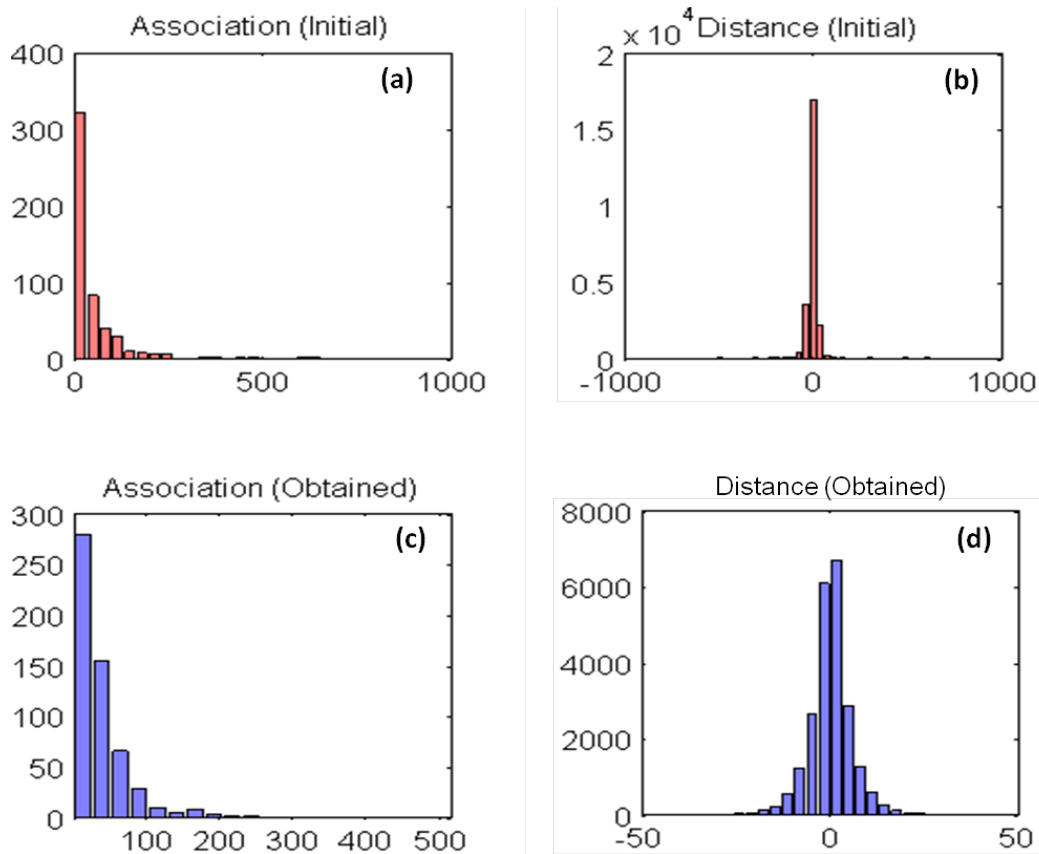 Association (Initial)
400
(a)
300
200
100
0
0 500 1000
2 × 10⁴ Distance (Initial)
(b)
1.5
1
0.5
0
-1000 0 1000
Association (Obtained)
300
(c)
250
200
150
100
50
0
100 200 300 400 500
Distance (Obtained)
8000
(d)
6000
4000
2000
0
-50 0 50